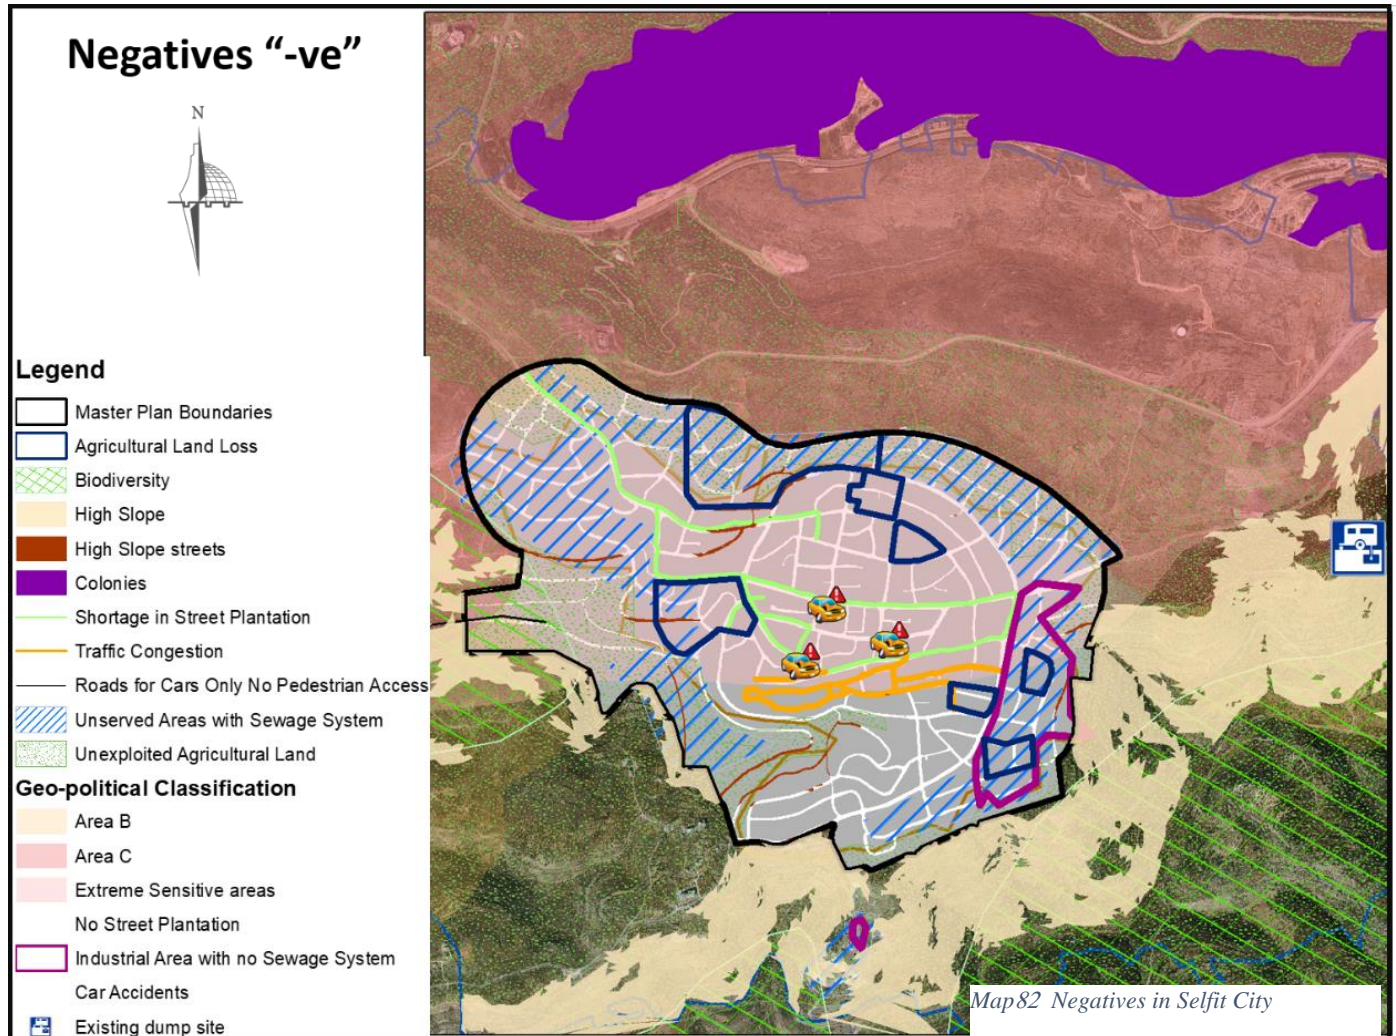 Negatives “-ve”
N
Legend
Master Plan Boundaries
Agricultural Land Loss
Biodiversity
High Slope
High Slope streets
Colonies
Shortage in Street Plantation
Traffic Congestion
Roads for Cars Only No Pedestrian Access
Unserved Areas with Sewage System
Unexploited Agricultural Land
Geo-political Classification
Area B
Area C
Extreme Sensitive areas
No Street Plantation
Industrial Area with no Sewage System
Car Accidents
Existing dump site
Map82 Negatives in Selfit City